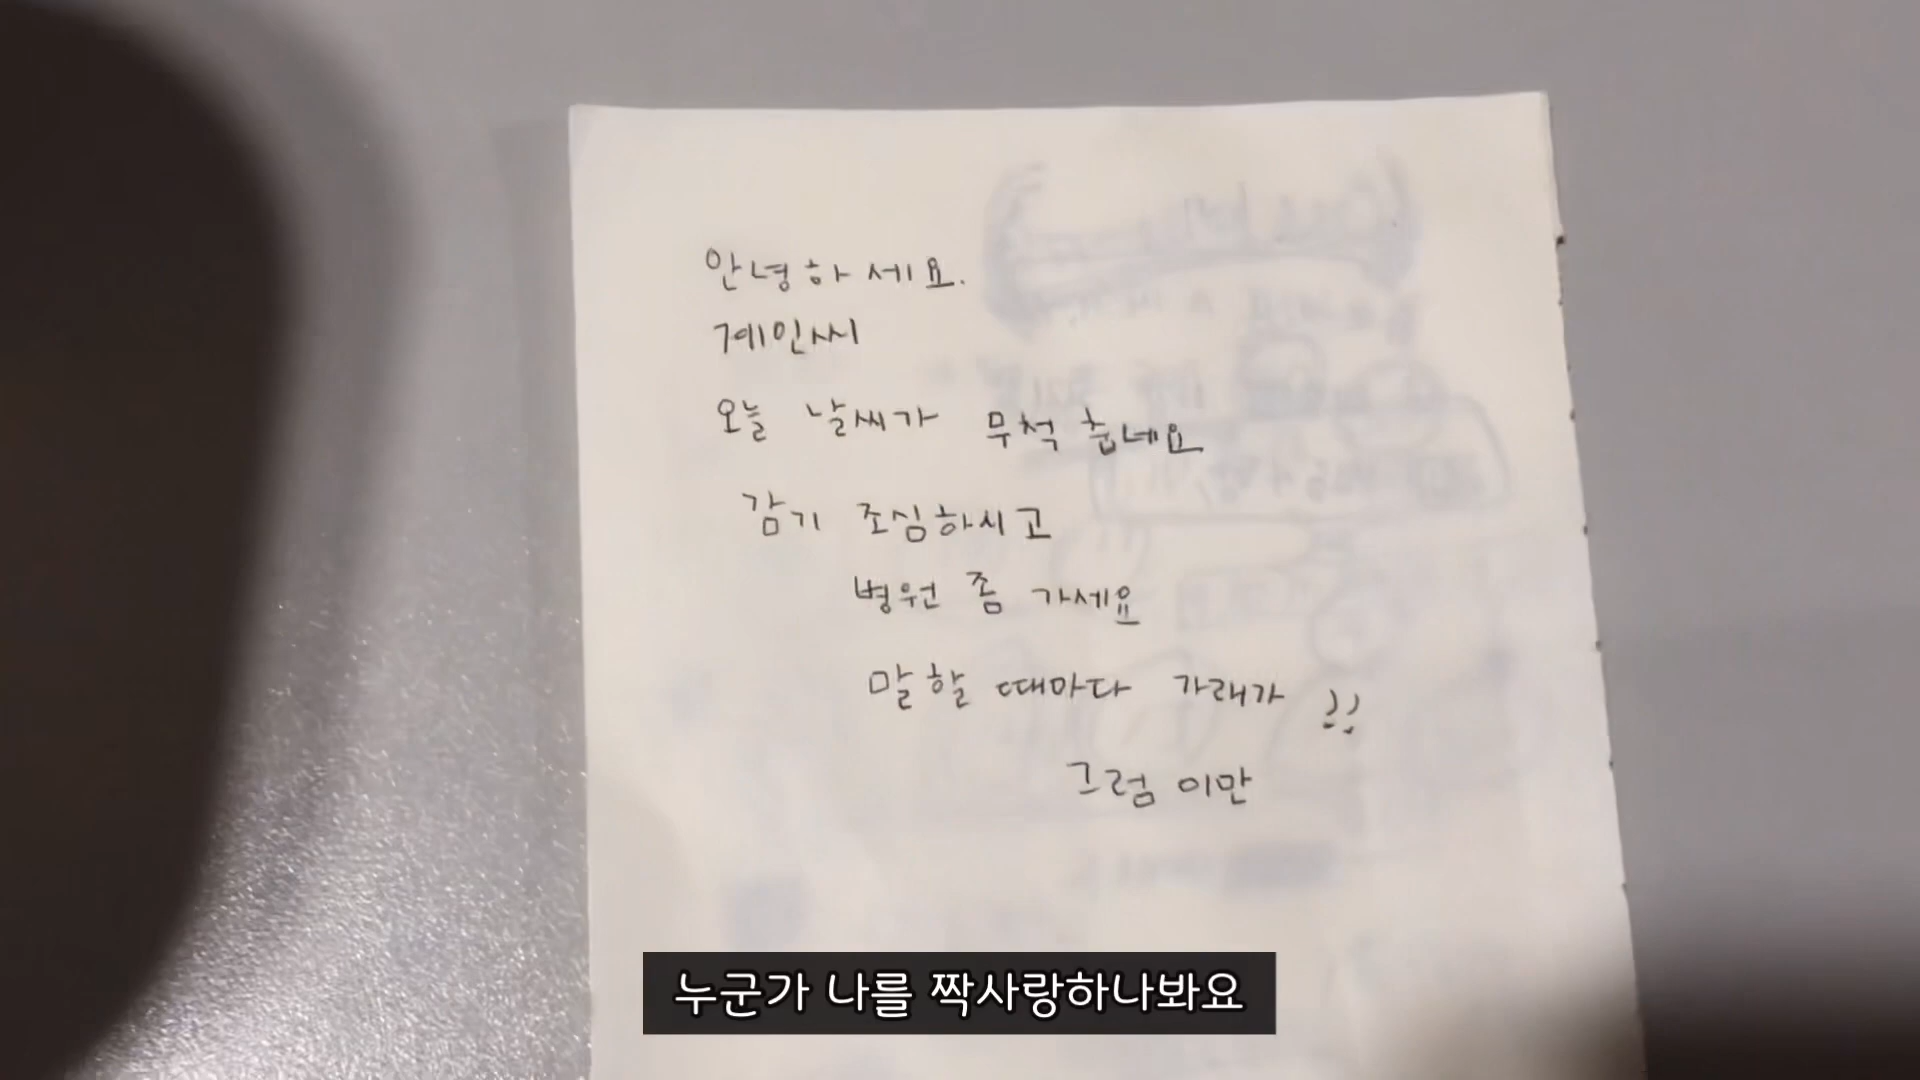 안녕하세요.
계인씨
오늘 날씨가 무척 춥네요
감기 조심하시고
병원 좀 가세요
말할 때마다 가래가 !!
그럼 이만
누군가 나를 짝사랑하나봐요